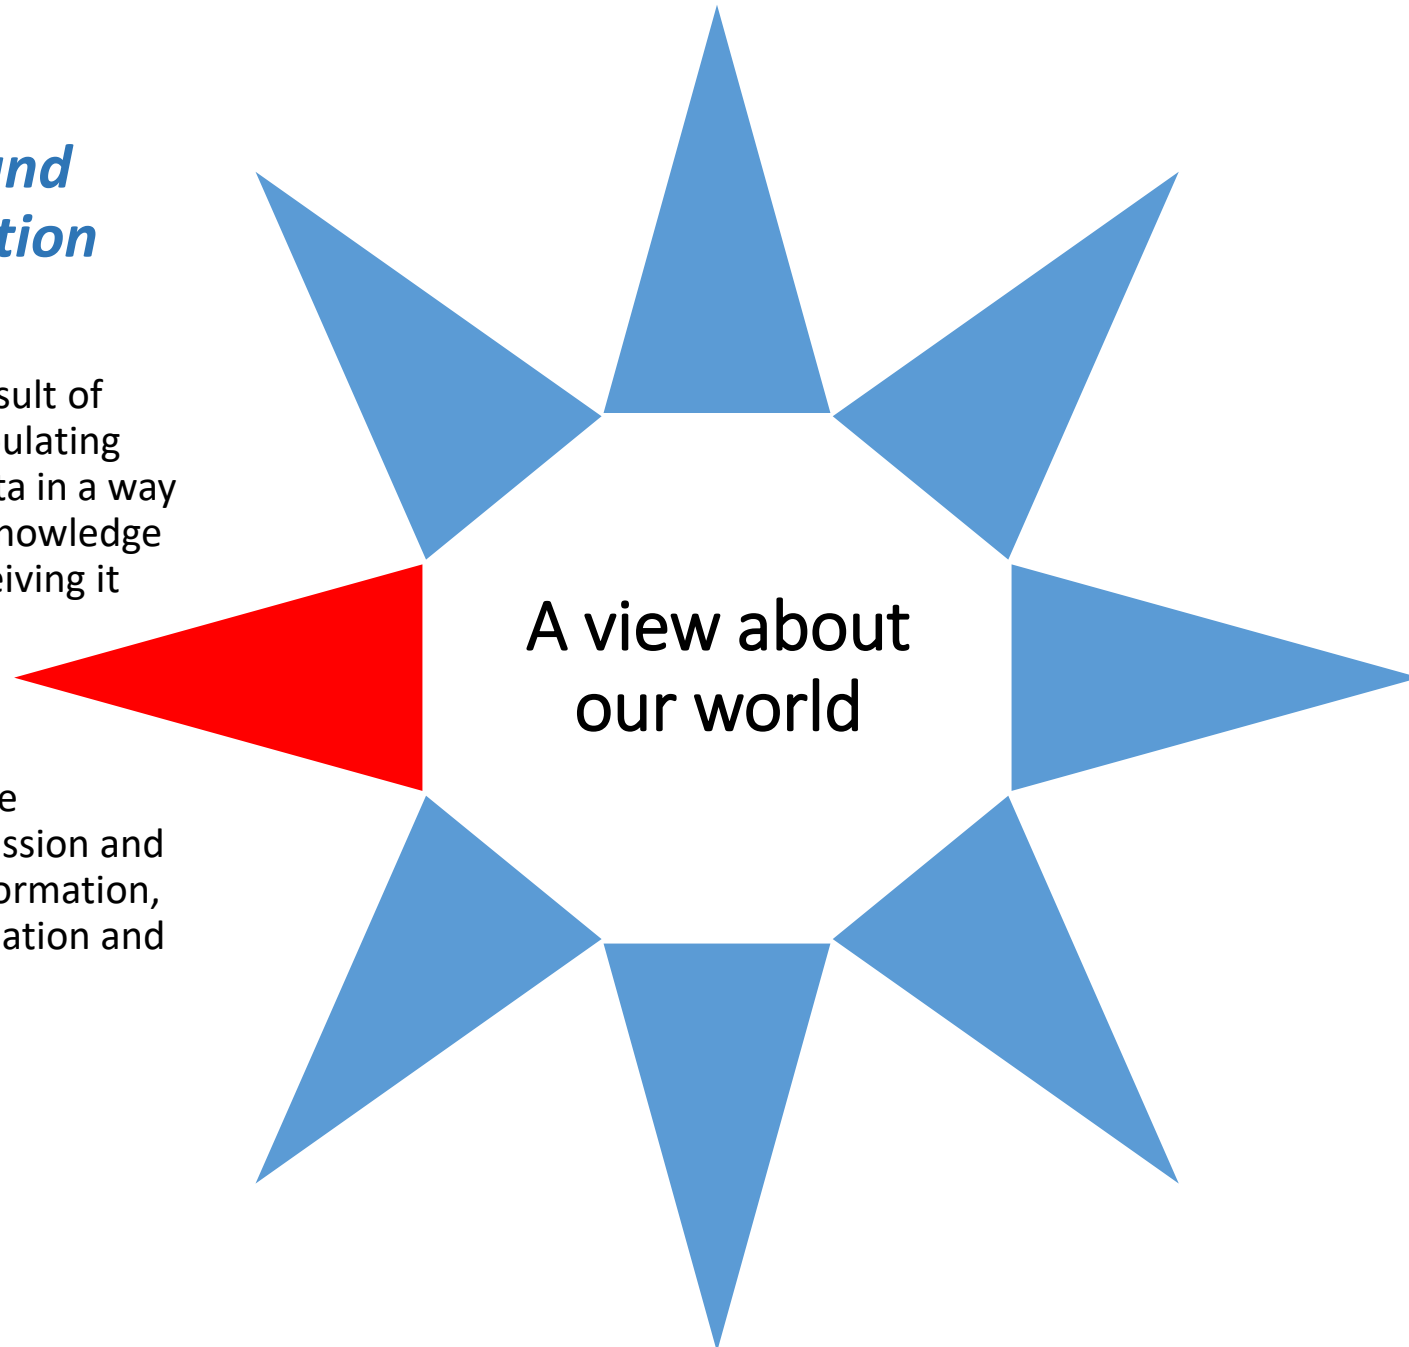 und
tion
sult of
ulating
ta in a way
nowledge
eiving it
A view about
our world
e
ssion and
ormation,
ation and